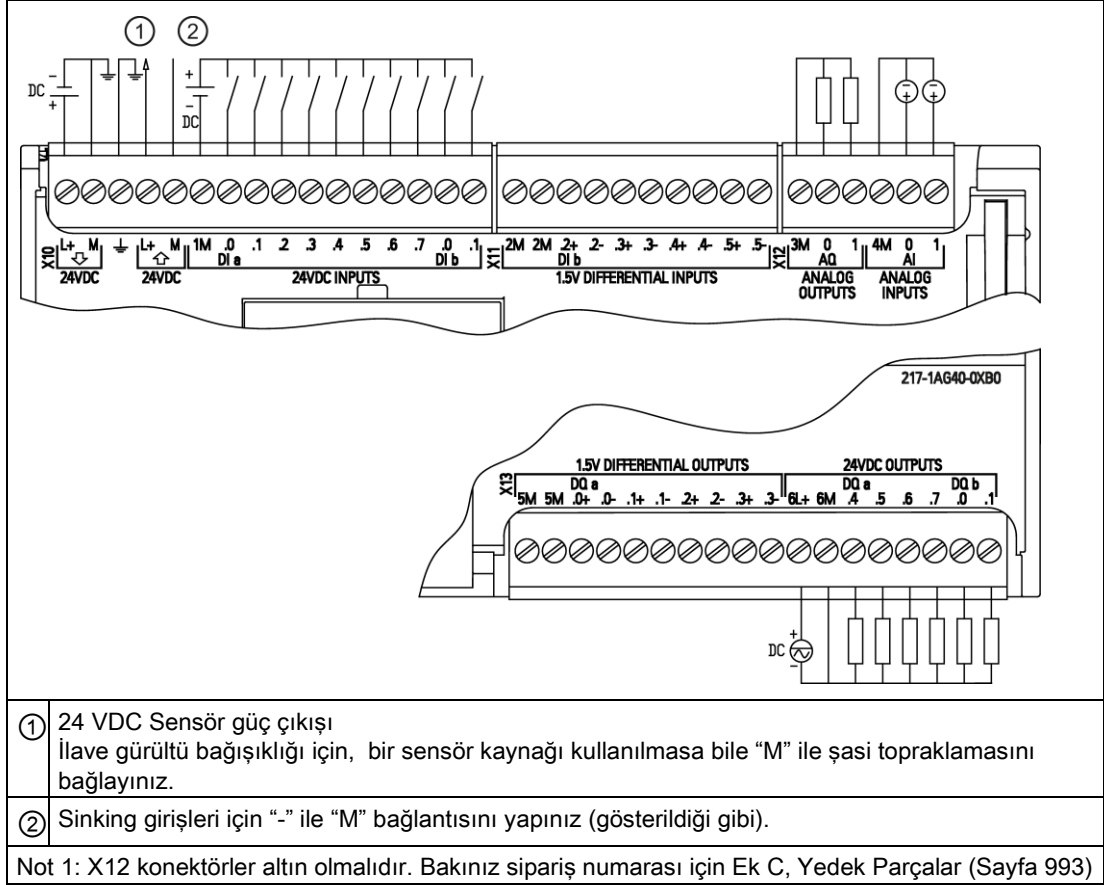 ① ②
DC - +
+ - DC
X10 L+ M ⏚ L+ M 1M .0 .1 .2 .3 .4 .5 .6 .7 .0 .1 X11 2M 2M .2+ .2- .3+ .3- .4+ .4- .5+ .5- X12 3M 0 1 4M 0 1
DI a DI b DI b AQ AI
24VDC 24VDC 24VDC INPUTS 1.5V DIFFERENTIAL INPUTS ANALOG OUTPUTS ANALOG INPUTS
217-1AG40-0XB0
1.5V DIFFERENTIAL OUTPUTS 24VDC OUTPUTS
X13 DQ a DQ a DQ b
5M 5M .0+ .0- .1+ .1- .2+ .2- .3+ .3- 6L+ 6M .4 .5 .6 .7 .0 .1
DC + -
① 24 VDC Sensör güç çıkışı
İlave gürültü bağışıklığı için, bir sensör kaynağı kullanılmasa bile “M” ile şasi topraklamasını
bağlayınız.
② Sinking girişleri için “-” ile “M” bağlantısını yapınız (gösterildiği gibi).
Not 1: X12 konektörler altın olmalıdır. Bakınız sipariş numarası için Ek C, Yedek Parçalar (Sayfa 993)